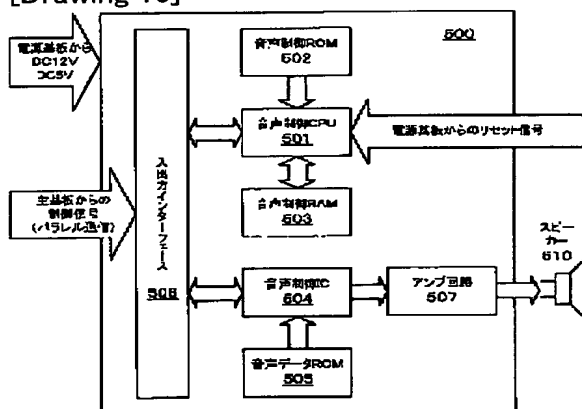 [Drawing
電源基板から
DC12V
DC5V
音声制御ROM
502
500
音声制御CPU
501
電源基板からのリセット信号
主基板からの
制御信号
(パラレル通信)
入出力インターフェース
506
音声制御RAM
503
音声制御IC
504
アンプ回路
507
スピー
カー
510
音声データROM
505